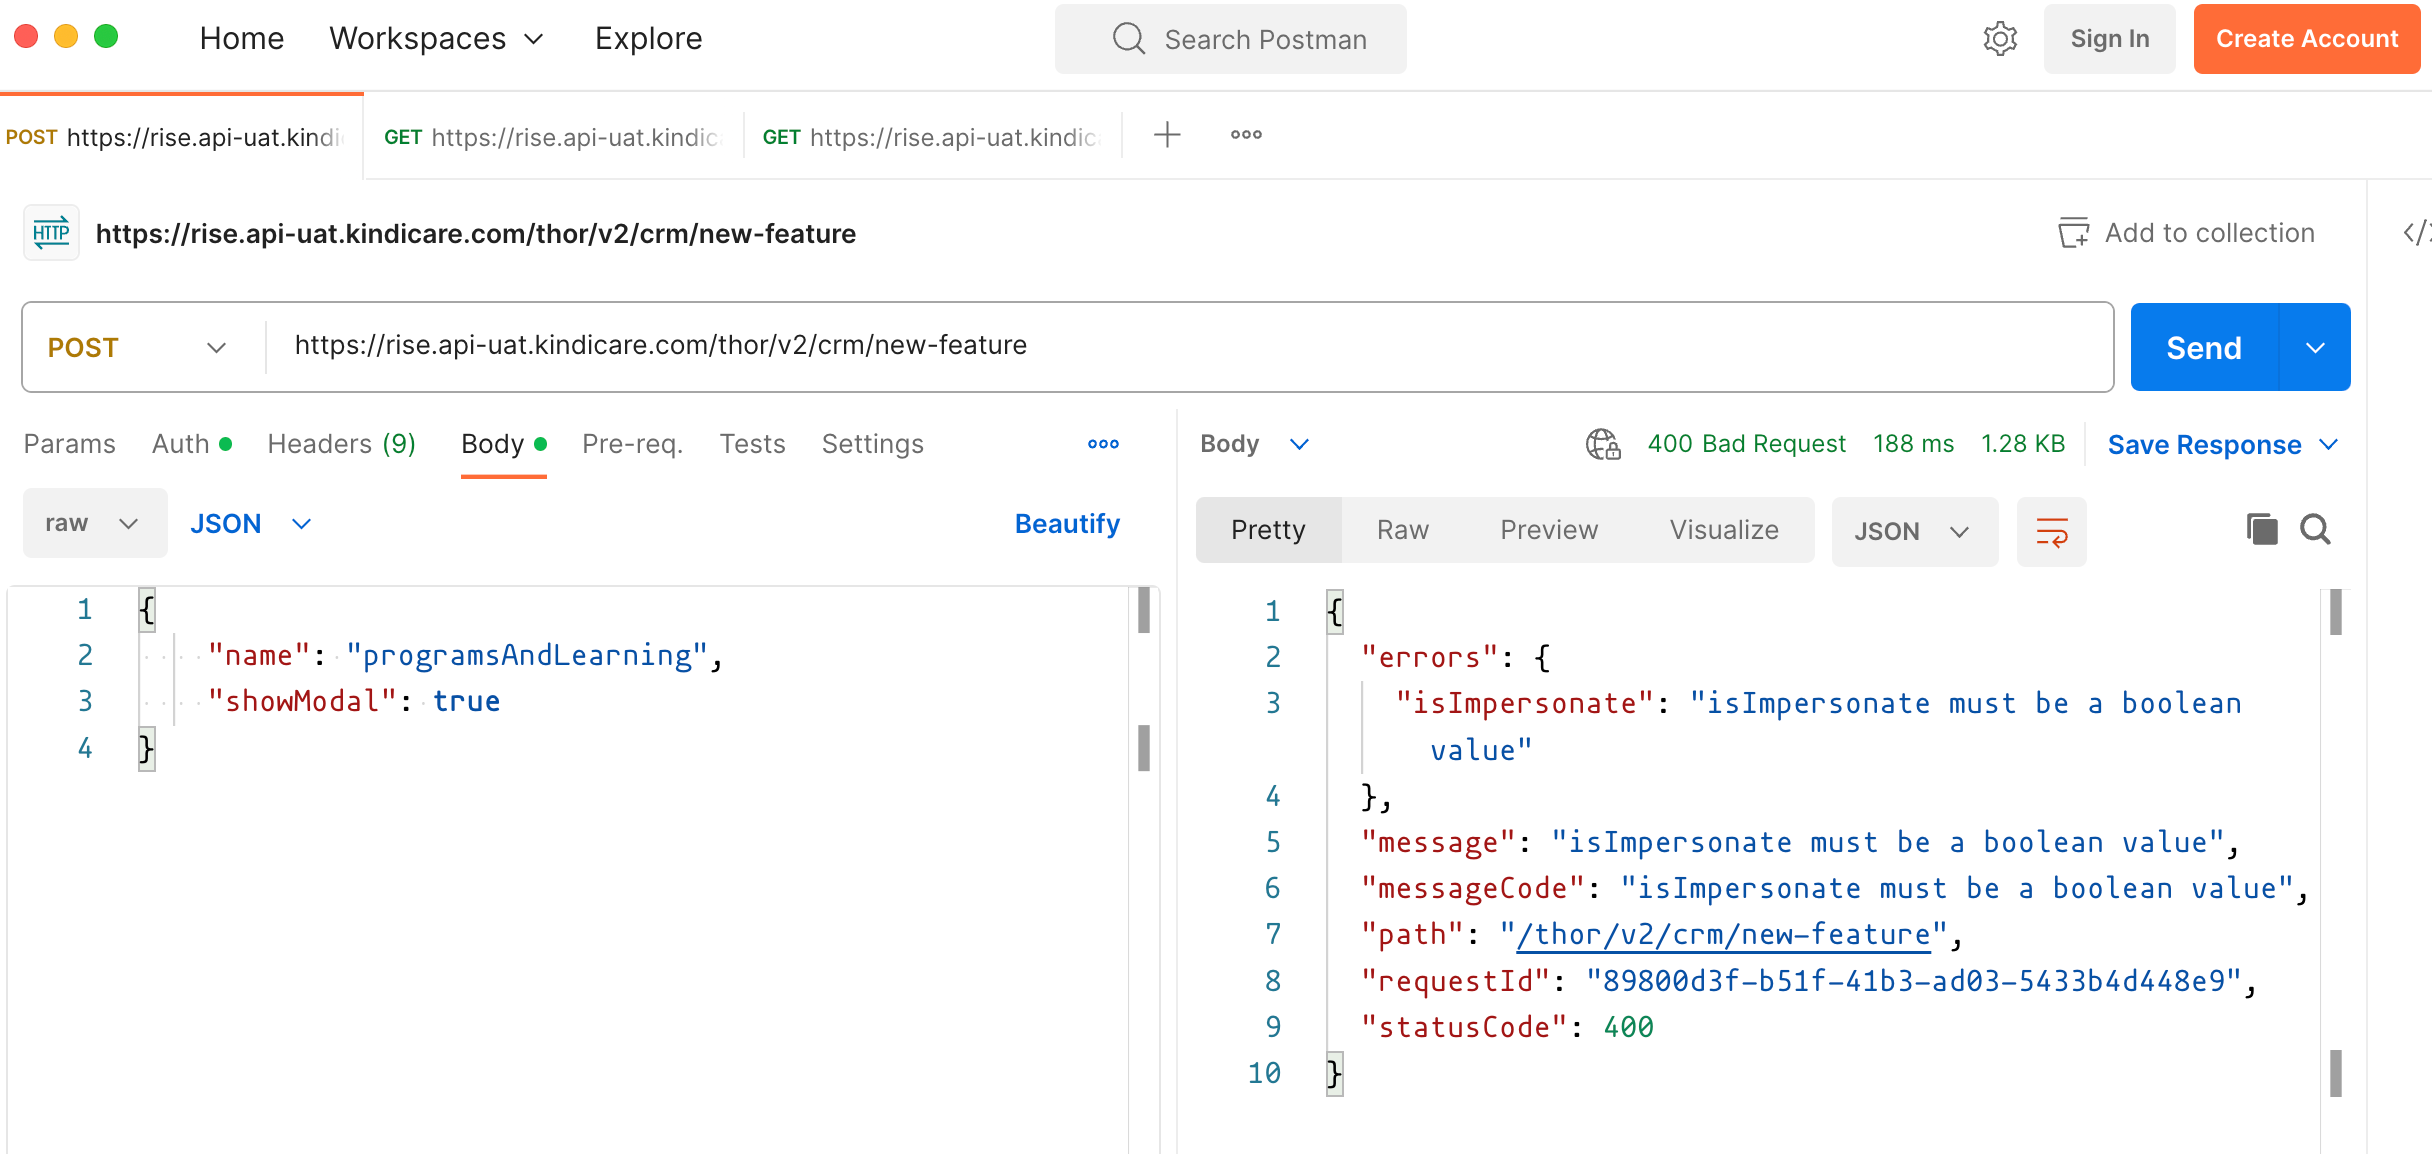 Home Workspaces Explore Search Postman Sign In Create Account
POST https://rise.api-uat.kindi GET https://rise.api-uat.kindic GET https://rise.api-uat.kindic
HTTP https://rise.api-uat.kindicare.com/thor/v2/crm/new-feature Add to collection
POST https://rise.api-uat.kindicare.com/thor/v2/crm/new-feature Send
Params Auth Headers (9) Body Pre-req. Tests Settings
raw JSON Beautify
1 {
2 "name": "programsAndLearning",
3 "showModal": true
4 }
Body 400 Bad Request 188 ms 1.28 KB Save Response
Pretty Raw Preview Visualize JSON
1 {
2 "errors": {
3 "isImpersonate": "isImpersonate must be a boolean
value"
4 },
5 "message": "isImpersonate must be a boolean value",
6 "messageCode": "isImpersonate must be a boolean value",
7 "path": "/thor/v2/crm/new-feature",
8 "requestId": "89800d3f-b51f-41b3-ad03-5433b4d448e9",
9 "statusCode": 400
10 }